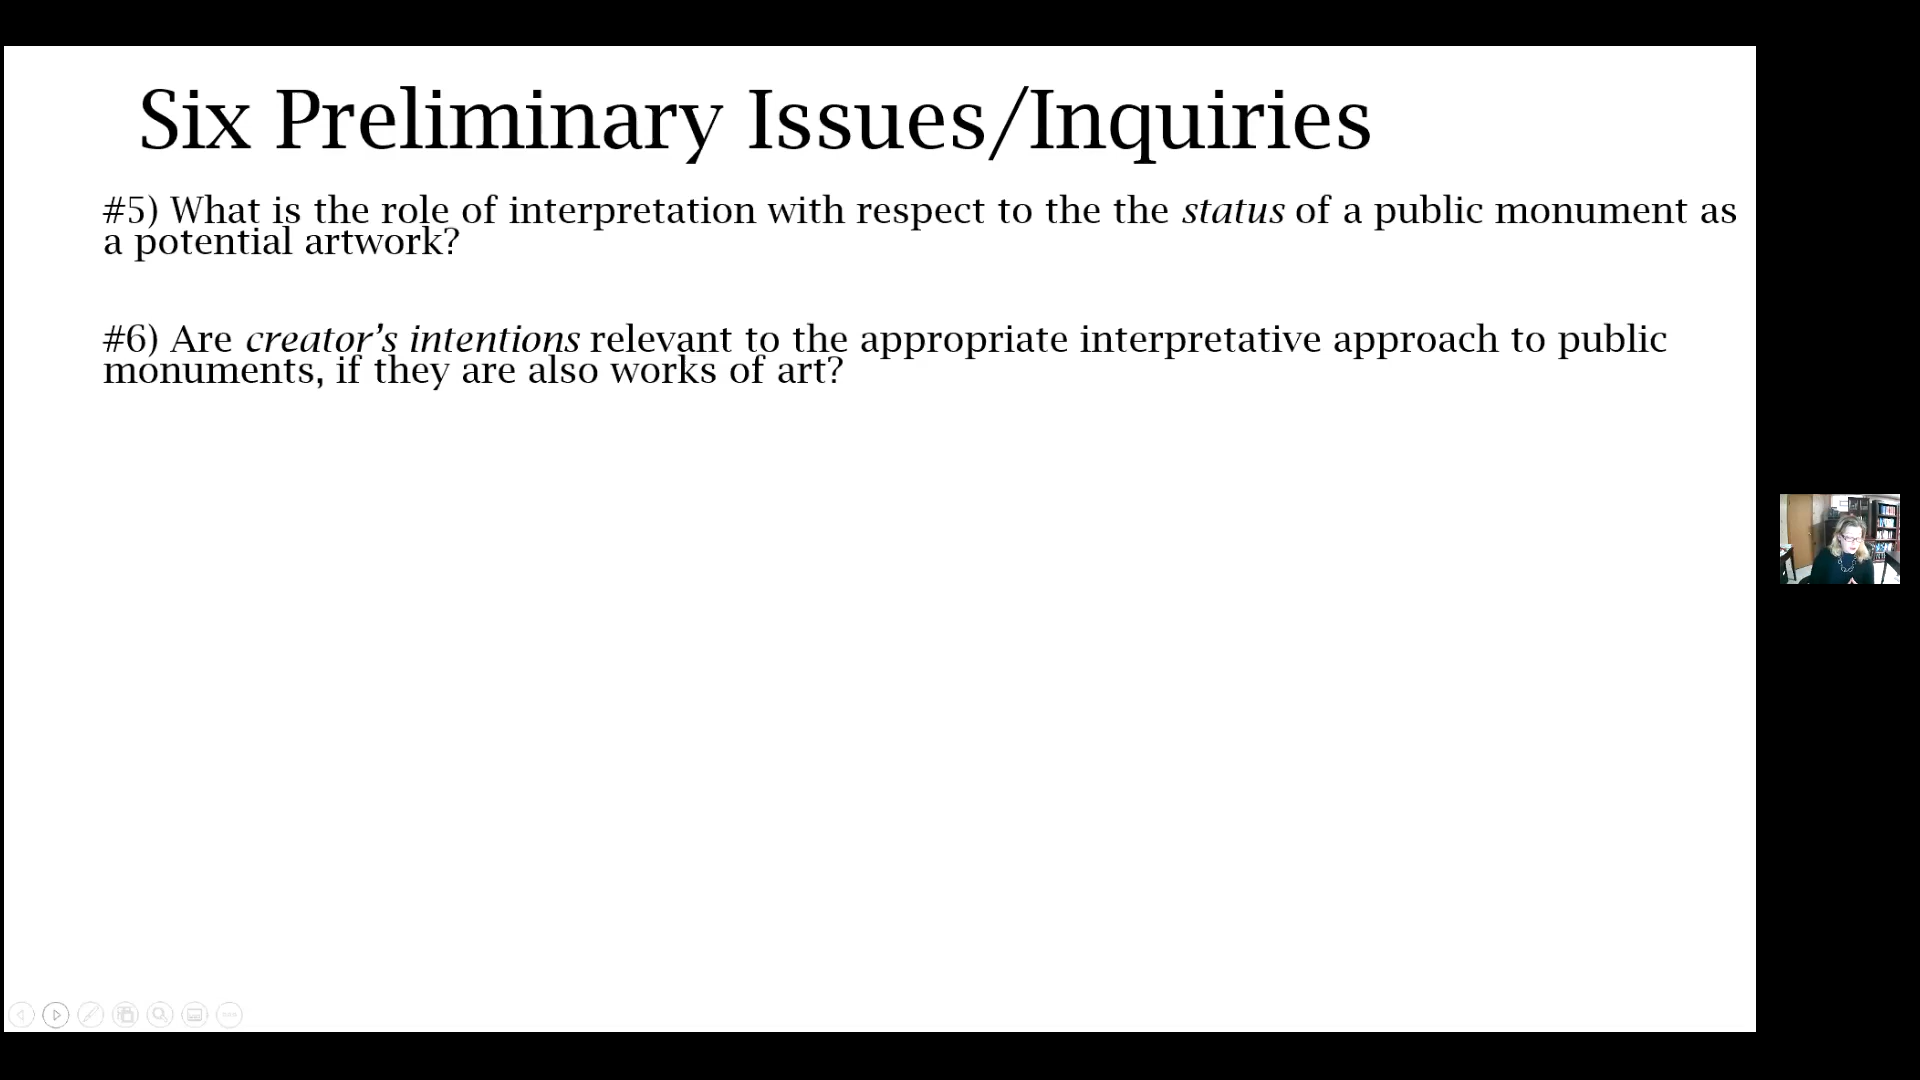 Six Preliminary Issues/Inquiries
#5) What is the role of interpretation with respect to the the status of a public monument as
a potential artwork?
#6) Are creator’s intentions relevant to the appropriate interpretative approach to public
monuments, if they are also works of art?